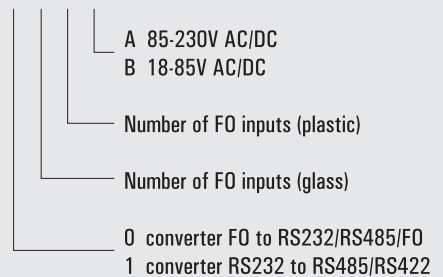 A 85-230V AC/DC
B 18-85V AC/DC
Number of FO inputs (plastic)
Number of FO inputs (glass)
0 converter FO to RS232/RS485/FO
1 converter RS232 to RS485/RS422